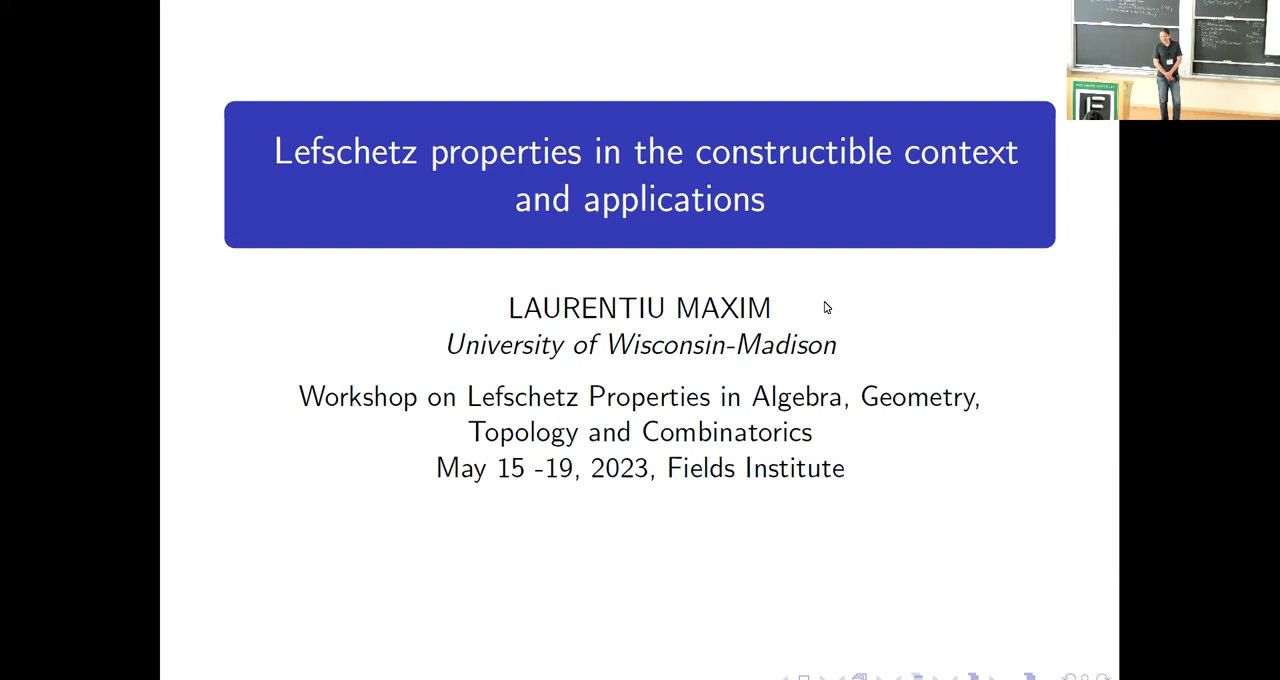 Lefschetz properties in the constructible context
and applications
LAURENTIU MAXIM
University of Wisconsin-Madison
Workshop on Lefschetz Properties in Algebra, Geometry,
Topology and Combinatorics
May 15 -19, 2023, Fields Institute